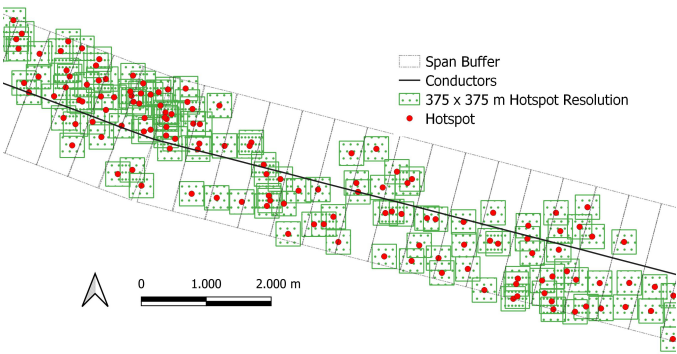 Span Buffer
Conductors
375 x 375 m Hotspot Resolution
Hotspot
0 1.000 2.000 m